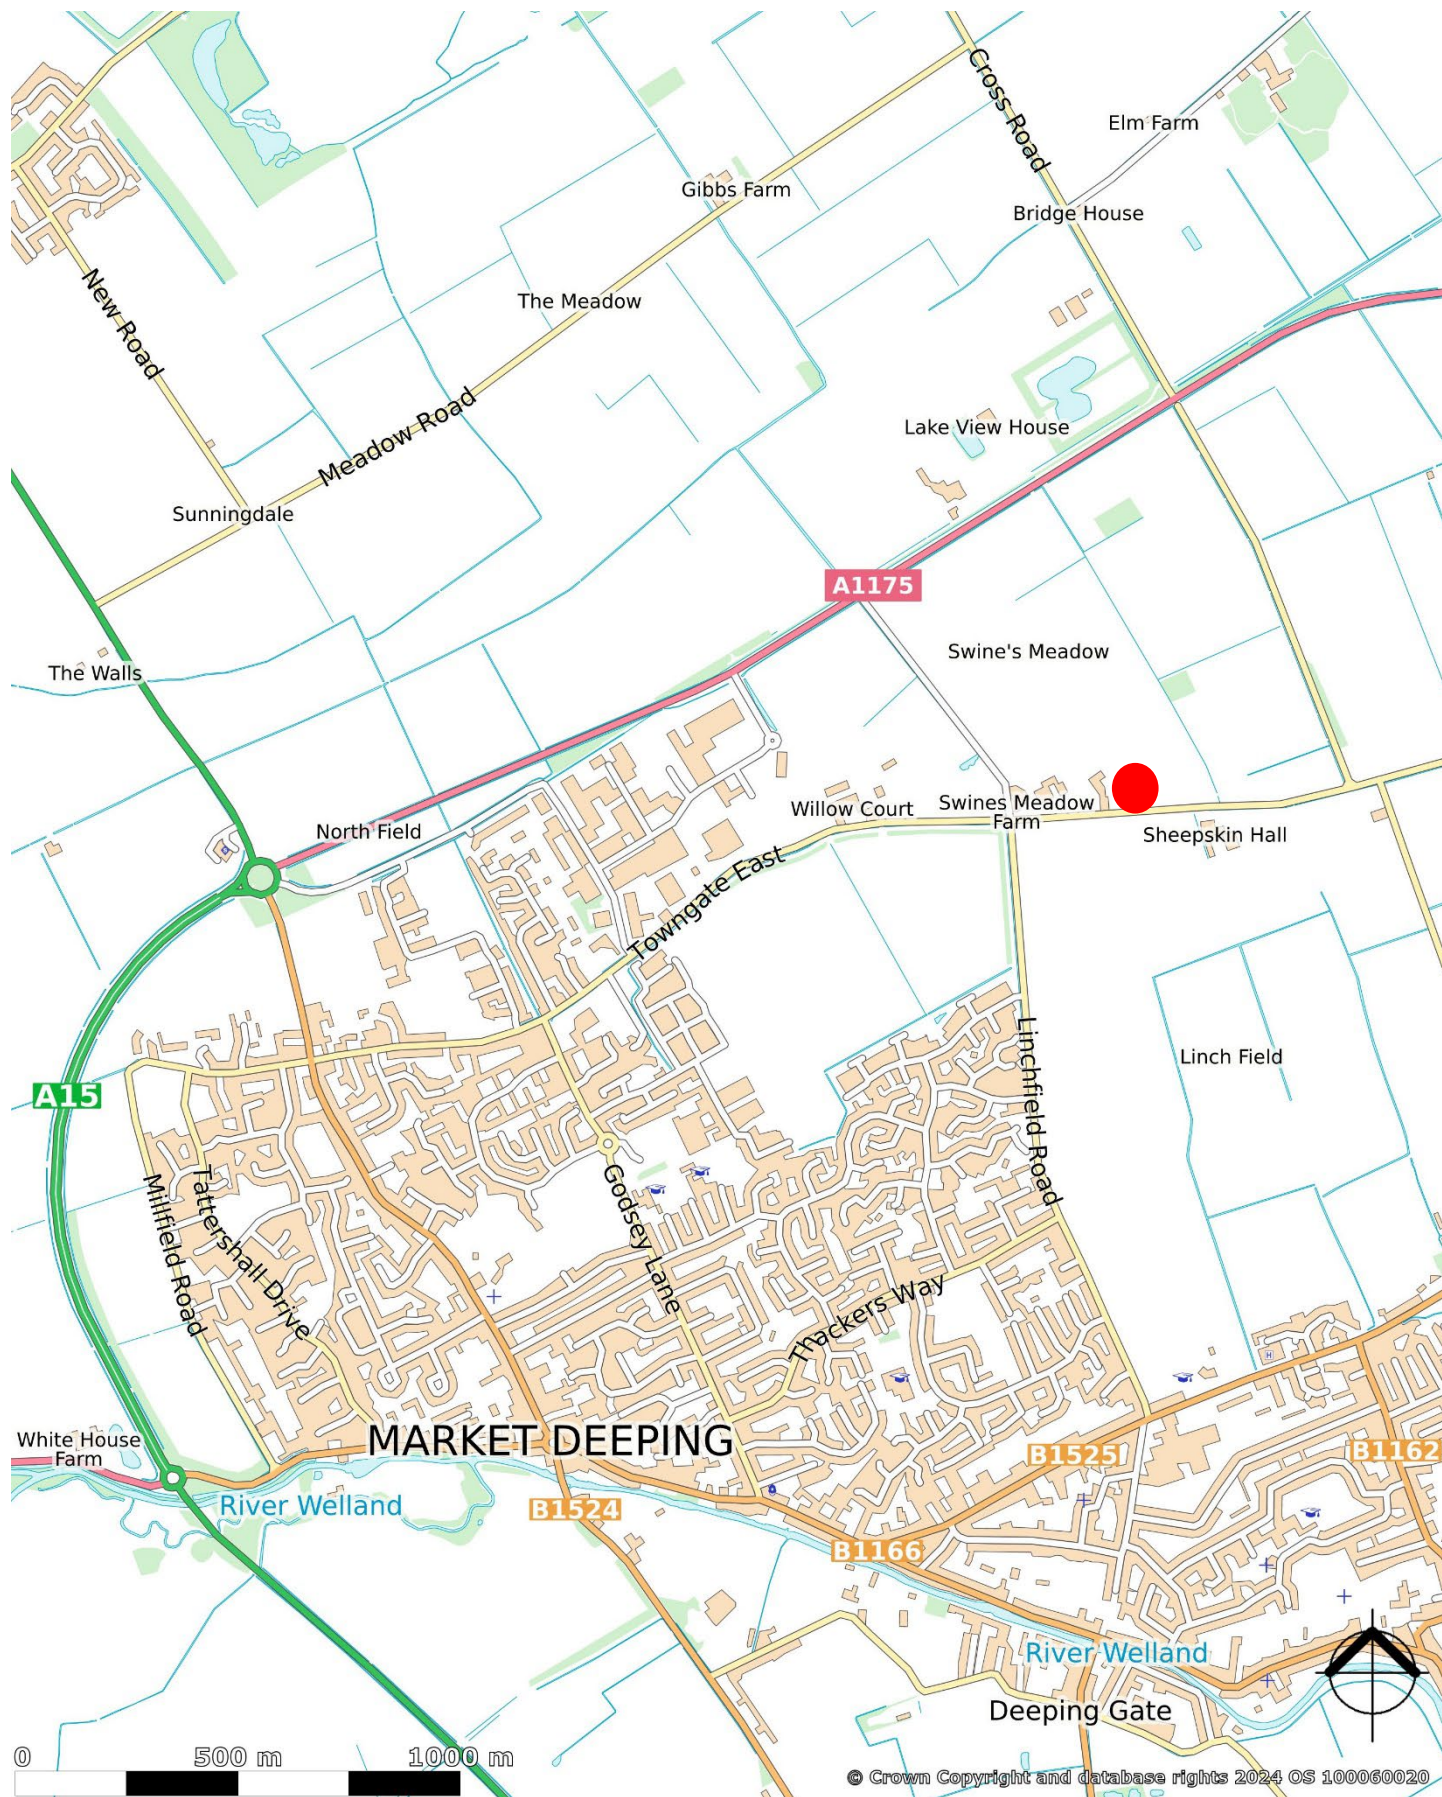 Cross Road
Elm Farm
Gibbs Farm
Bridge House
New Road
The Meadow
Meadow Road
Lake View House
Sunningdale
A1175
Swine's Meadow
The Walls
North Field
Willow Court
Swines Meadow
Farm
Sheepskin Hall
Towngate East
A15
Linchfield Road
Linch Field
Millfield Road
Tattershall Drive
Godsey Lane
Thackers Way
White House
Farm
MARKET DEEPING
B1525
B1162
River Welland
B1524
B1166
River Welland
Deeping Gate
0 500 m 1000 m
© Crown Copyright and database rights 2024 OS 100060020